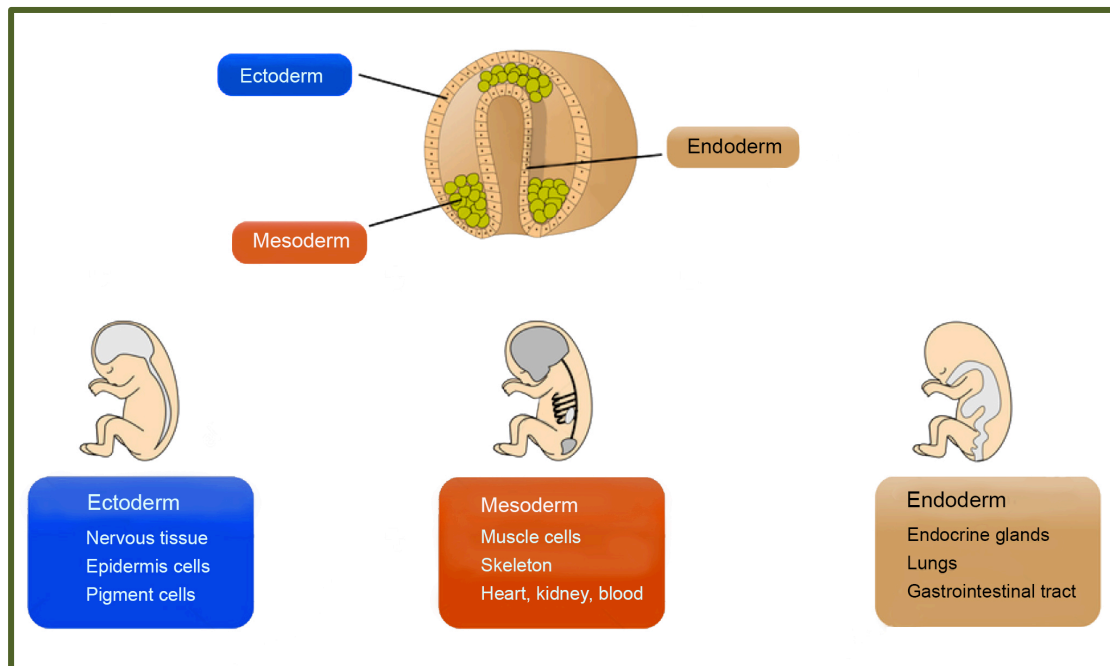 Ectoderm
Endoderm
Mesoderm
Ectoderm
Nervous tissue
Epidermis cells
Pigment cells
Mesoderm
Muscle cells
Skeleton
Heart, kidney, blood
Endoderm
Endocrine glands
Lungs
Gastrointestinal tract